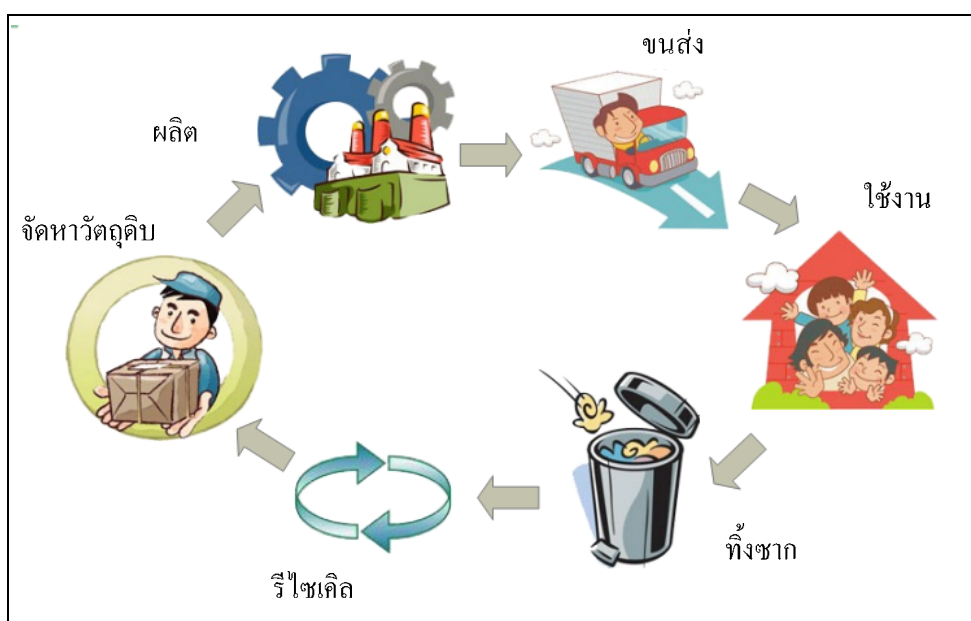 ขนส่ง
ผลิต
ใช้งาน
จัดหาวัตถุดิบ
ทิ้งซาก
รีไซเคิล